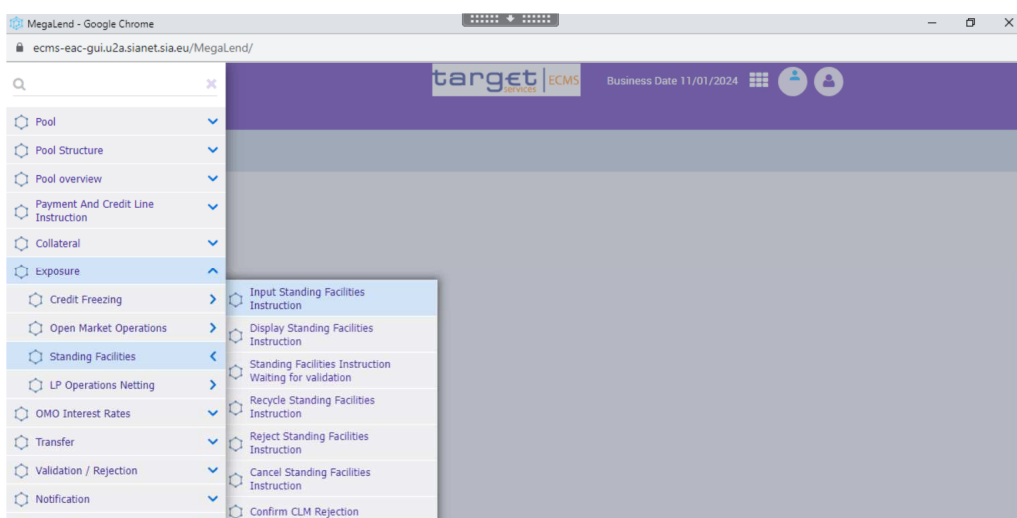 MegaLend - Google Chrome
ecms-eac-gui.u2a.sianet.sia.eu/MegaLend/
target services | ECMS
Business Date 11/01/2024
Pool
Pool Structure
Pool overview
Payment And Credit Line
Instruction
Collateral
Exposure
Credit Freezing
Open Market Operations
Standing Facilities
LP Operations Netting
OMO Interest Rates
Transfer
Validation / Rejection
Notification
Input Standing Facilities
Instruction
Display Standing Facilities
Instruction
Standing Facilities Instruction
Waiting for validation
Recycle Standing Facilities
Instruction
Reject Standing Facilities
Instruction
Cancel Standing Facilities
Instruction
Confirm CLM Rejection